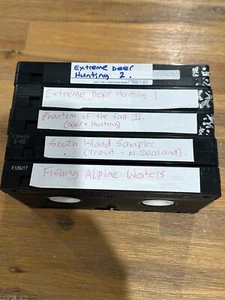 Extreme Deer
Hunting 2.
Extreme Deer Hunting 1
Phantom of the Fall II
(Deer + Hunting)
South Island Sampler
(Trout - N. Zealand)
Fishing Alpine Waters